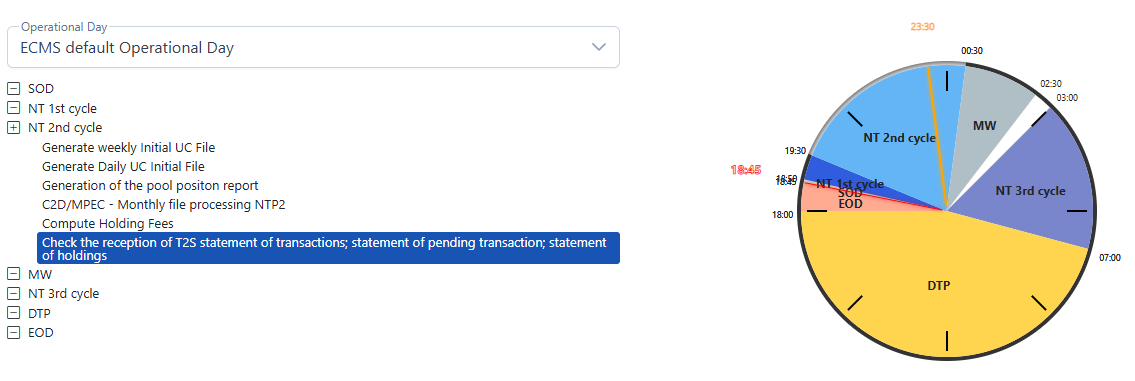 Operational Day
ECMS default Operational Day
SOD
NT 1st cycle
NT 2nd cycle
Generate weekly Initial UC File
Generate Daily UC Initial File
Generation of the pool positon report
C2D/MPEC - Monthly file processing NTP2
Compute Holding Fees
Check the reception of T2S statement of transactions; statement of pending transaction; statement
of holdings
MW
NT 3rd cycle
DTP
EOD
23:30
00:30
02:30
03:00
MW
NT 2nd cycle
19:30
18:45
18:50
18:45
NT 1st cycle
SOD
EOD
NT 3rd cycle
18:00
07:00
DTP